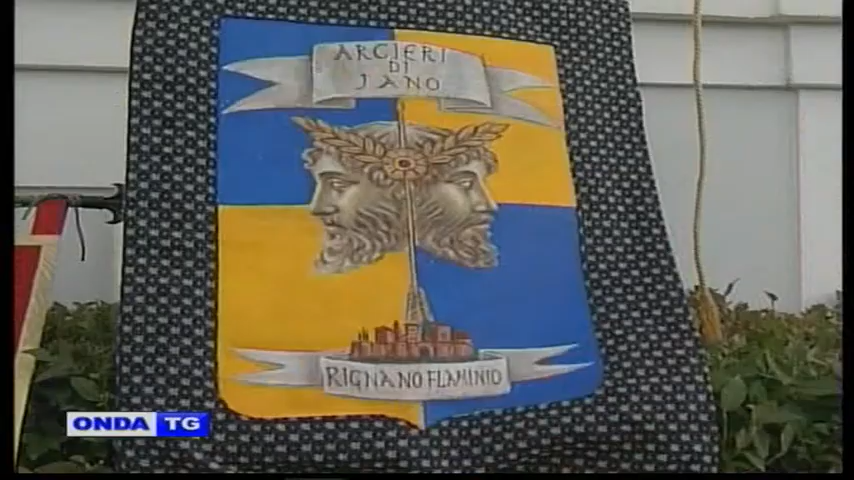 ARCIERI
DI
JANO
RIGNANO FLAMINIO
ONDA TG